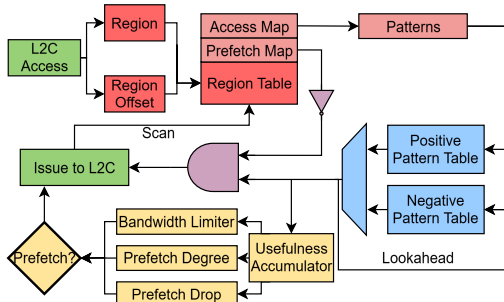 L2C
Access
Region
Region
Offset
Access Map
Prefetch Map
Region Table
Patterns
Scan
Issue to L2C
Positive
Pattern Table
Negative
Pattern Table
Lookahead
Prefetch?
Bandwidth Limiter
Prefetch Degree
Prefetch Drop
Usefulness
Accumulator